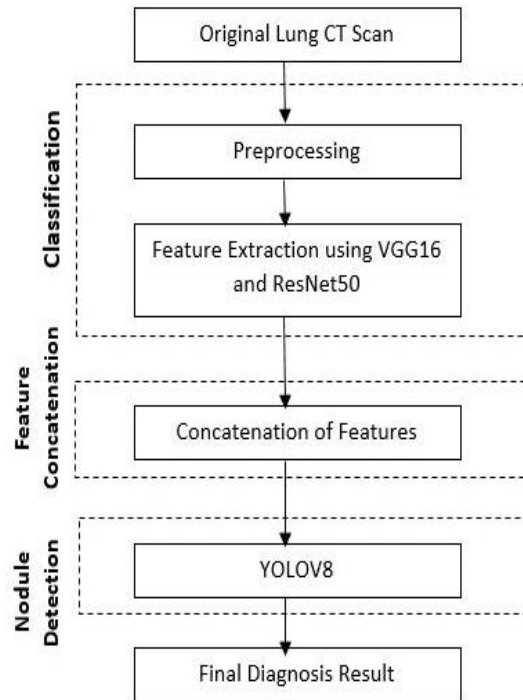 Original Lung CT Scan
Classification
Preprocessing
Feature Extraction using VGG16
and ResNet50
Feature
Concatenation
Concatenation of Features
Nodule
Detection
YOLOV8
Final Diagnosis Result